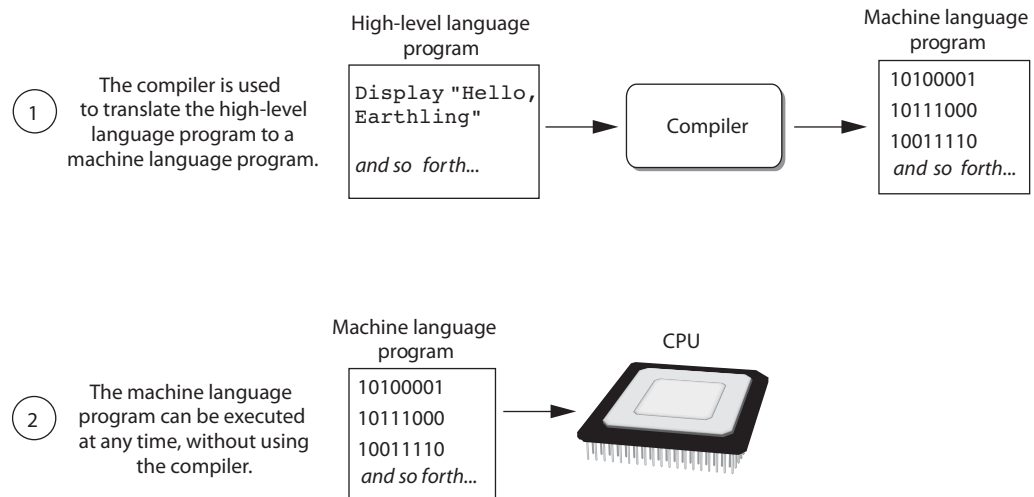 High-level language
program
Machine language
program
1
The compiler is used
to translate the high-level
language program to a
machine language program.
Display "Hello,
Earthling"
and so forth...
Compiler
10100001
10111000
10011110
and so forth...
Machine language
program
CPU
2
The machine language
program can be executed
at any time, without using
the compiler.
10100001
10111000
10011110
and so forth...